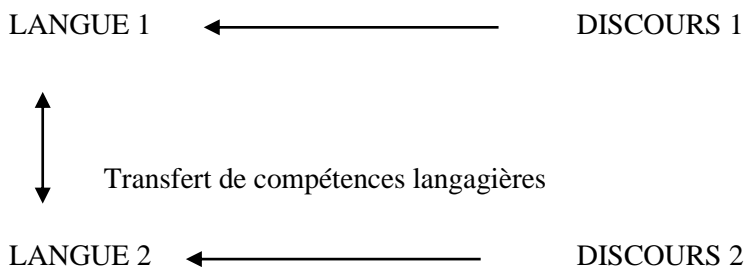 LANGUE 1 DISCOURS 1
Transfert de compétences langagières
LANGUE 2 DISCOURS 2